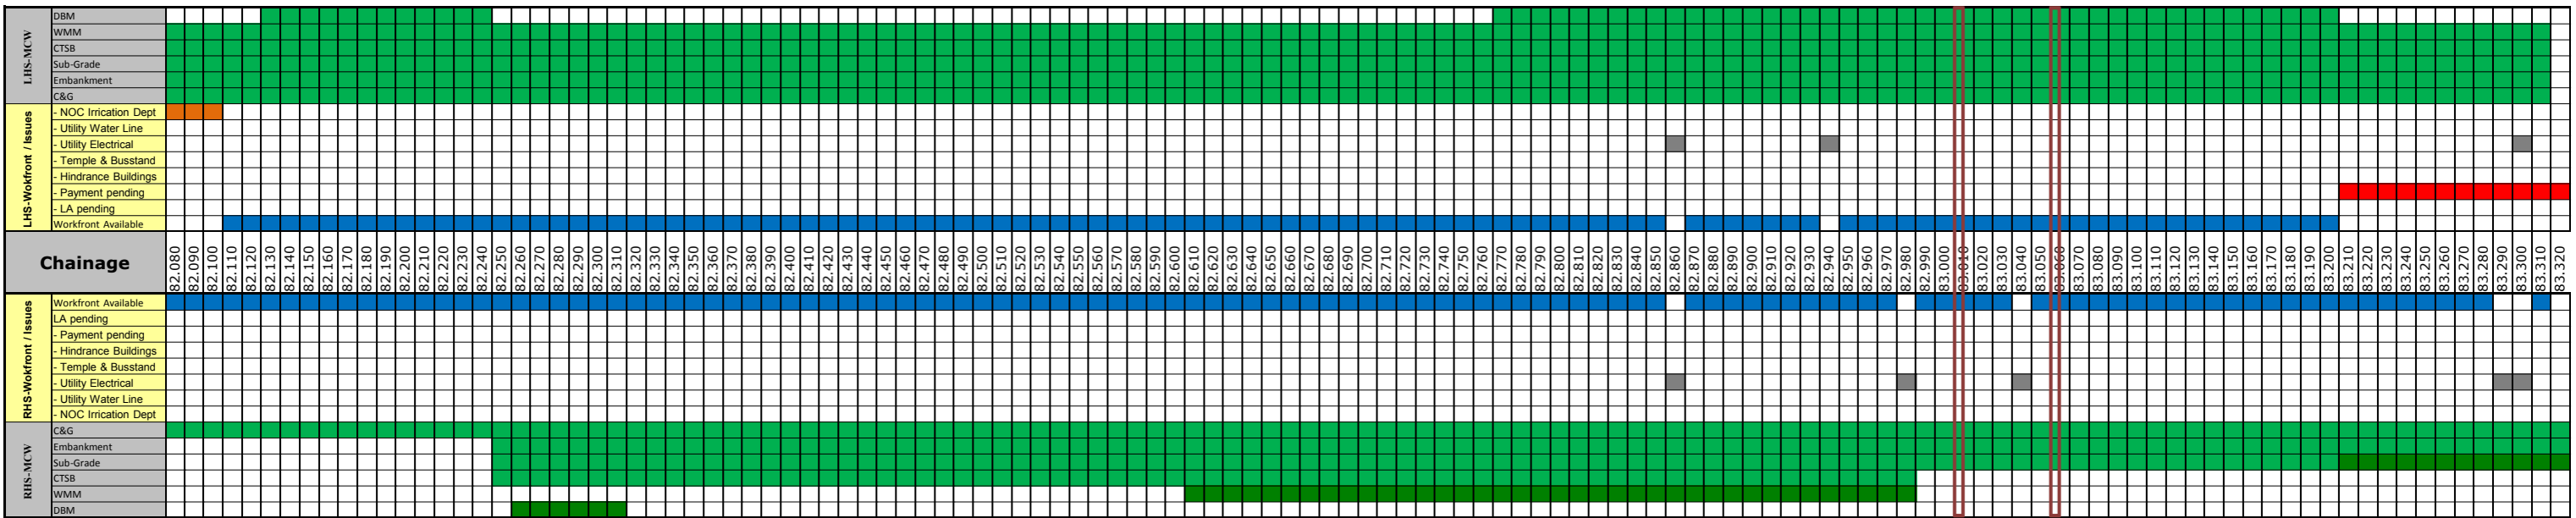 LHS-MCW
DBM
WMM
CTSB
Sub-Grade
Embankment
C&G
LHS-Wokfront / Issues
- NOC Irrication Dept
- Utility Water Line
- Utility Electrical
- Temple & Busstand
- Hindrance Buildings
- Payment pending
- LA pending
Workfront Available
Chainage
82.080 82.090 82.100 82.110 82.120 82.130 82.140 82.150 82.160 82.170 82.180 82.190 82.200 82.210 82.220 82.230 82.240 82.250 82.260 82.270 82.280 82.290 82.300 82.310 82.320 82.330 82.340 82.350 82.360 82.370 82.380 82.390 82.400 82.410 82.420 82.430 82.440 82.450 82.460 82.470 82.480 82.490 82.500 82.510 82.520 82.530 82.540 82.550 82.560 82.570 82.580 82.590 82.600 82.610 82.620 82.630 82.640 82.650 82.660 82.670 82.680 82.690 82.700 82.710 82.720 82.730 82.740 82.750 82.760 82.770 82.780 82.790 82.800 82.810 82.820 82.830 82.840 82.850 82.860 82.870 82.880 82.890 82.900 82.910 82.920 82.930 82.940 82.950 82.960 82.970 82.980 82.990 83.000 83.010 83.020 83.030 83.040 83.050 83.060 83.070 83.080 83.090 83.100 83.110 83.120 83.130 83.140 83.150 83.160 83.170 83.180 83.190 83.200 83.210 83.220 83.230 83.240 83.250 83.260 83.270 83.280 83.290 83.300 83.310 83.320
RHS-Wokfront / Issues
Workfront Available
LA pending
- Payment pending
- Hindrance Buildings
- Temple & Busstand
- Utility Electrical
- Utility Water Line
- NOC Irrication Dept
RHS-MCW
C&G
Embankment
Sub-Grade
CTSB
WMM
DBM